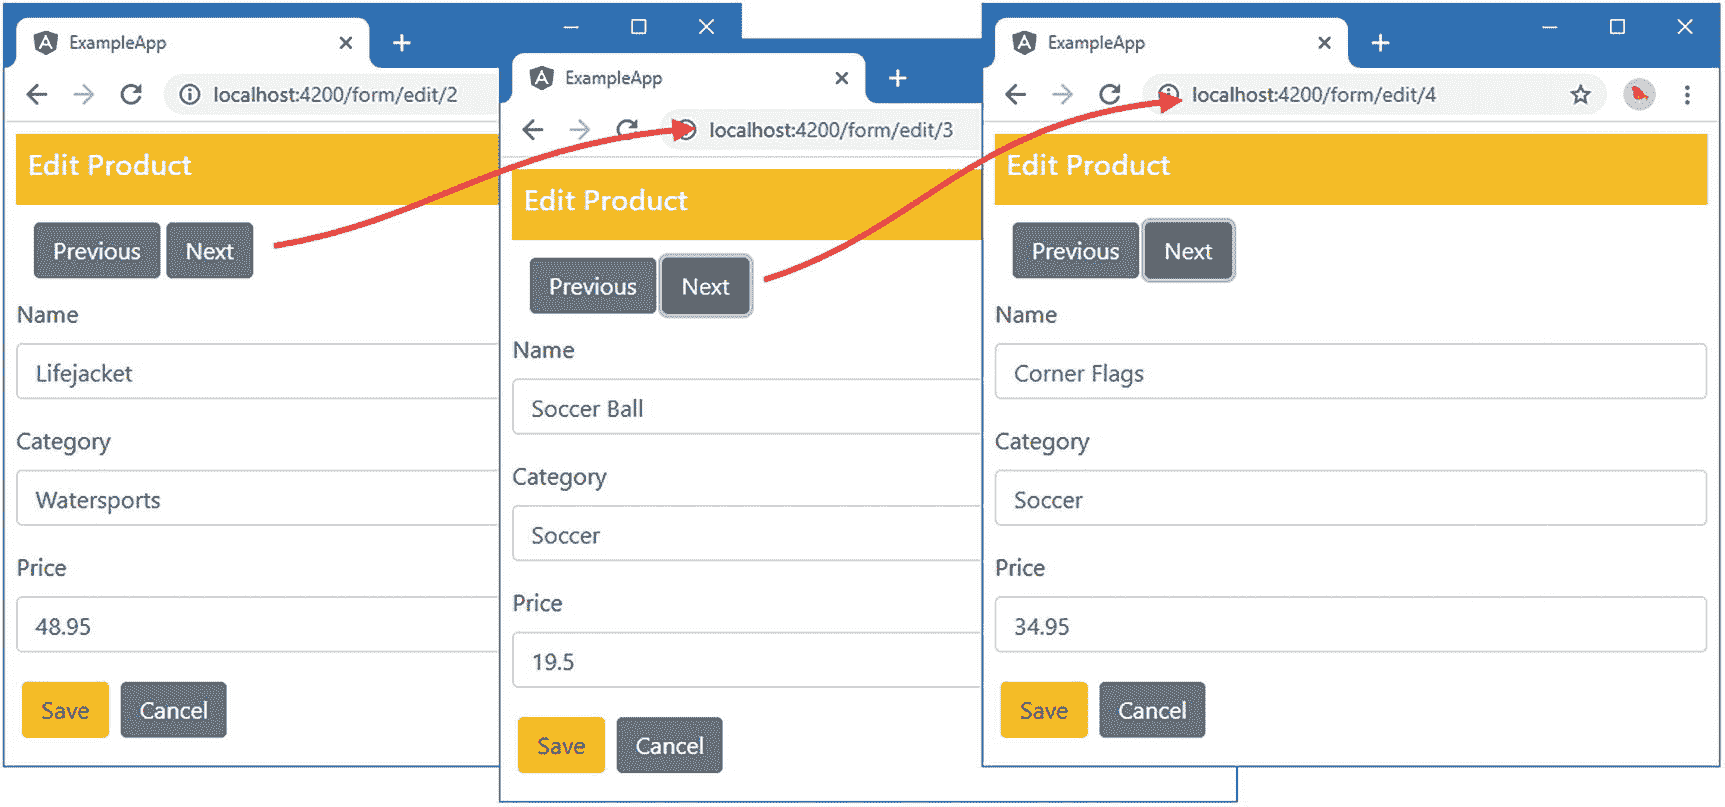 ExampleApp
localhost:4200/form/edit/2
Edit Product
Previous Next
Name
Lifejacket
Category
Watersports
Price
48.95
Save Cancel
ExampleApp
localhost:4200/form/edit/3
Edit Product
Previous Next
Name
Soccer Ball
Category
Soccer
Price
19.5
Save Cancel
ExampleApp
localhost:4200/form/edit/4
Edit Product
Previous Next
Name
Corner Flags
Category
Soccer
Price
34.95
Save Cancel